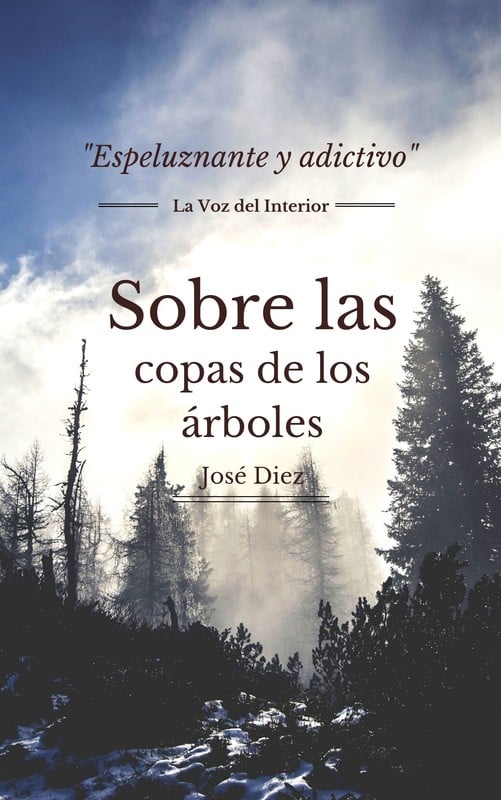 "Espeluznante y adictivo"
La Voz del Interior
Sobre las
copas de los
árboles
José Diez